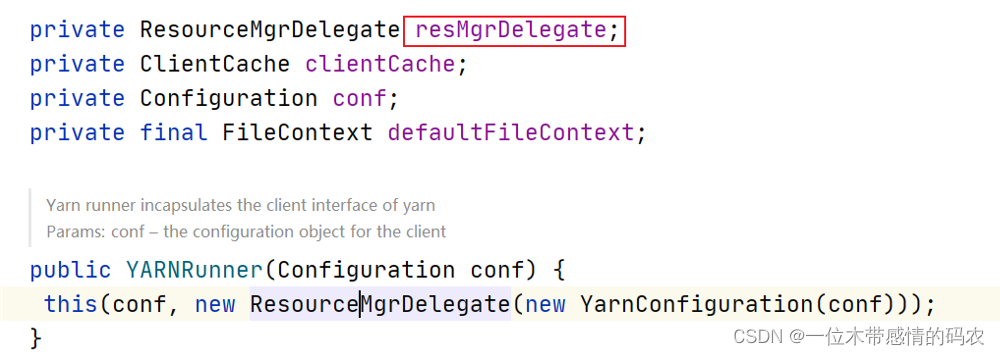 private ResourceMgrDelegate resMgrDelegate;
private ClientCache clientCache;
private Configuration conf;
private final FileContext defaultFileContext;
Yarn runner incapsulates the client interface of yarn
Params: conf – the configuration object for the client
public YARNRunner(Configuration conf) {
this(conf, new ResourceMgrDelegate(new YarnConfiguration(conf)));
}
CSDN @一位木带感情的码农